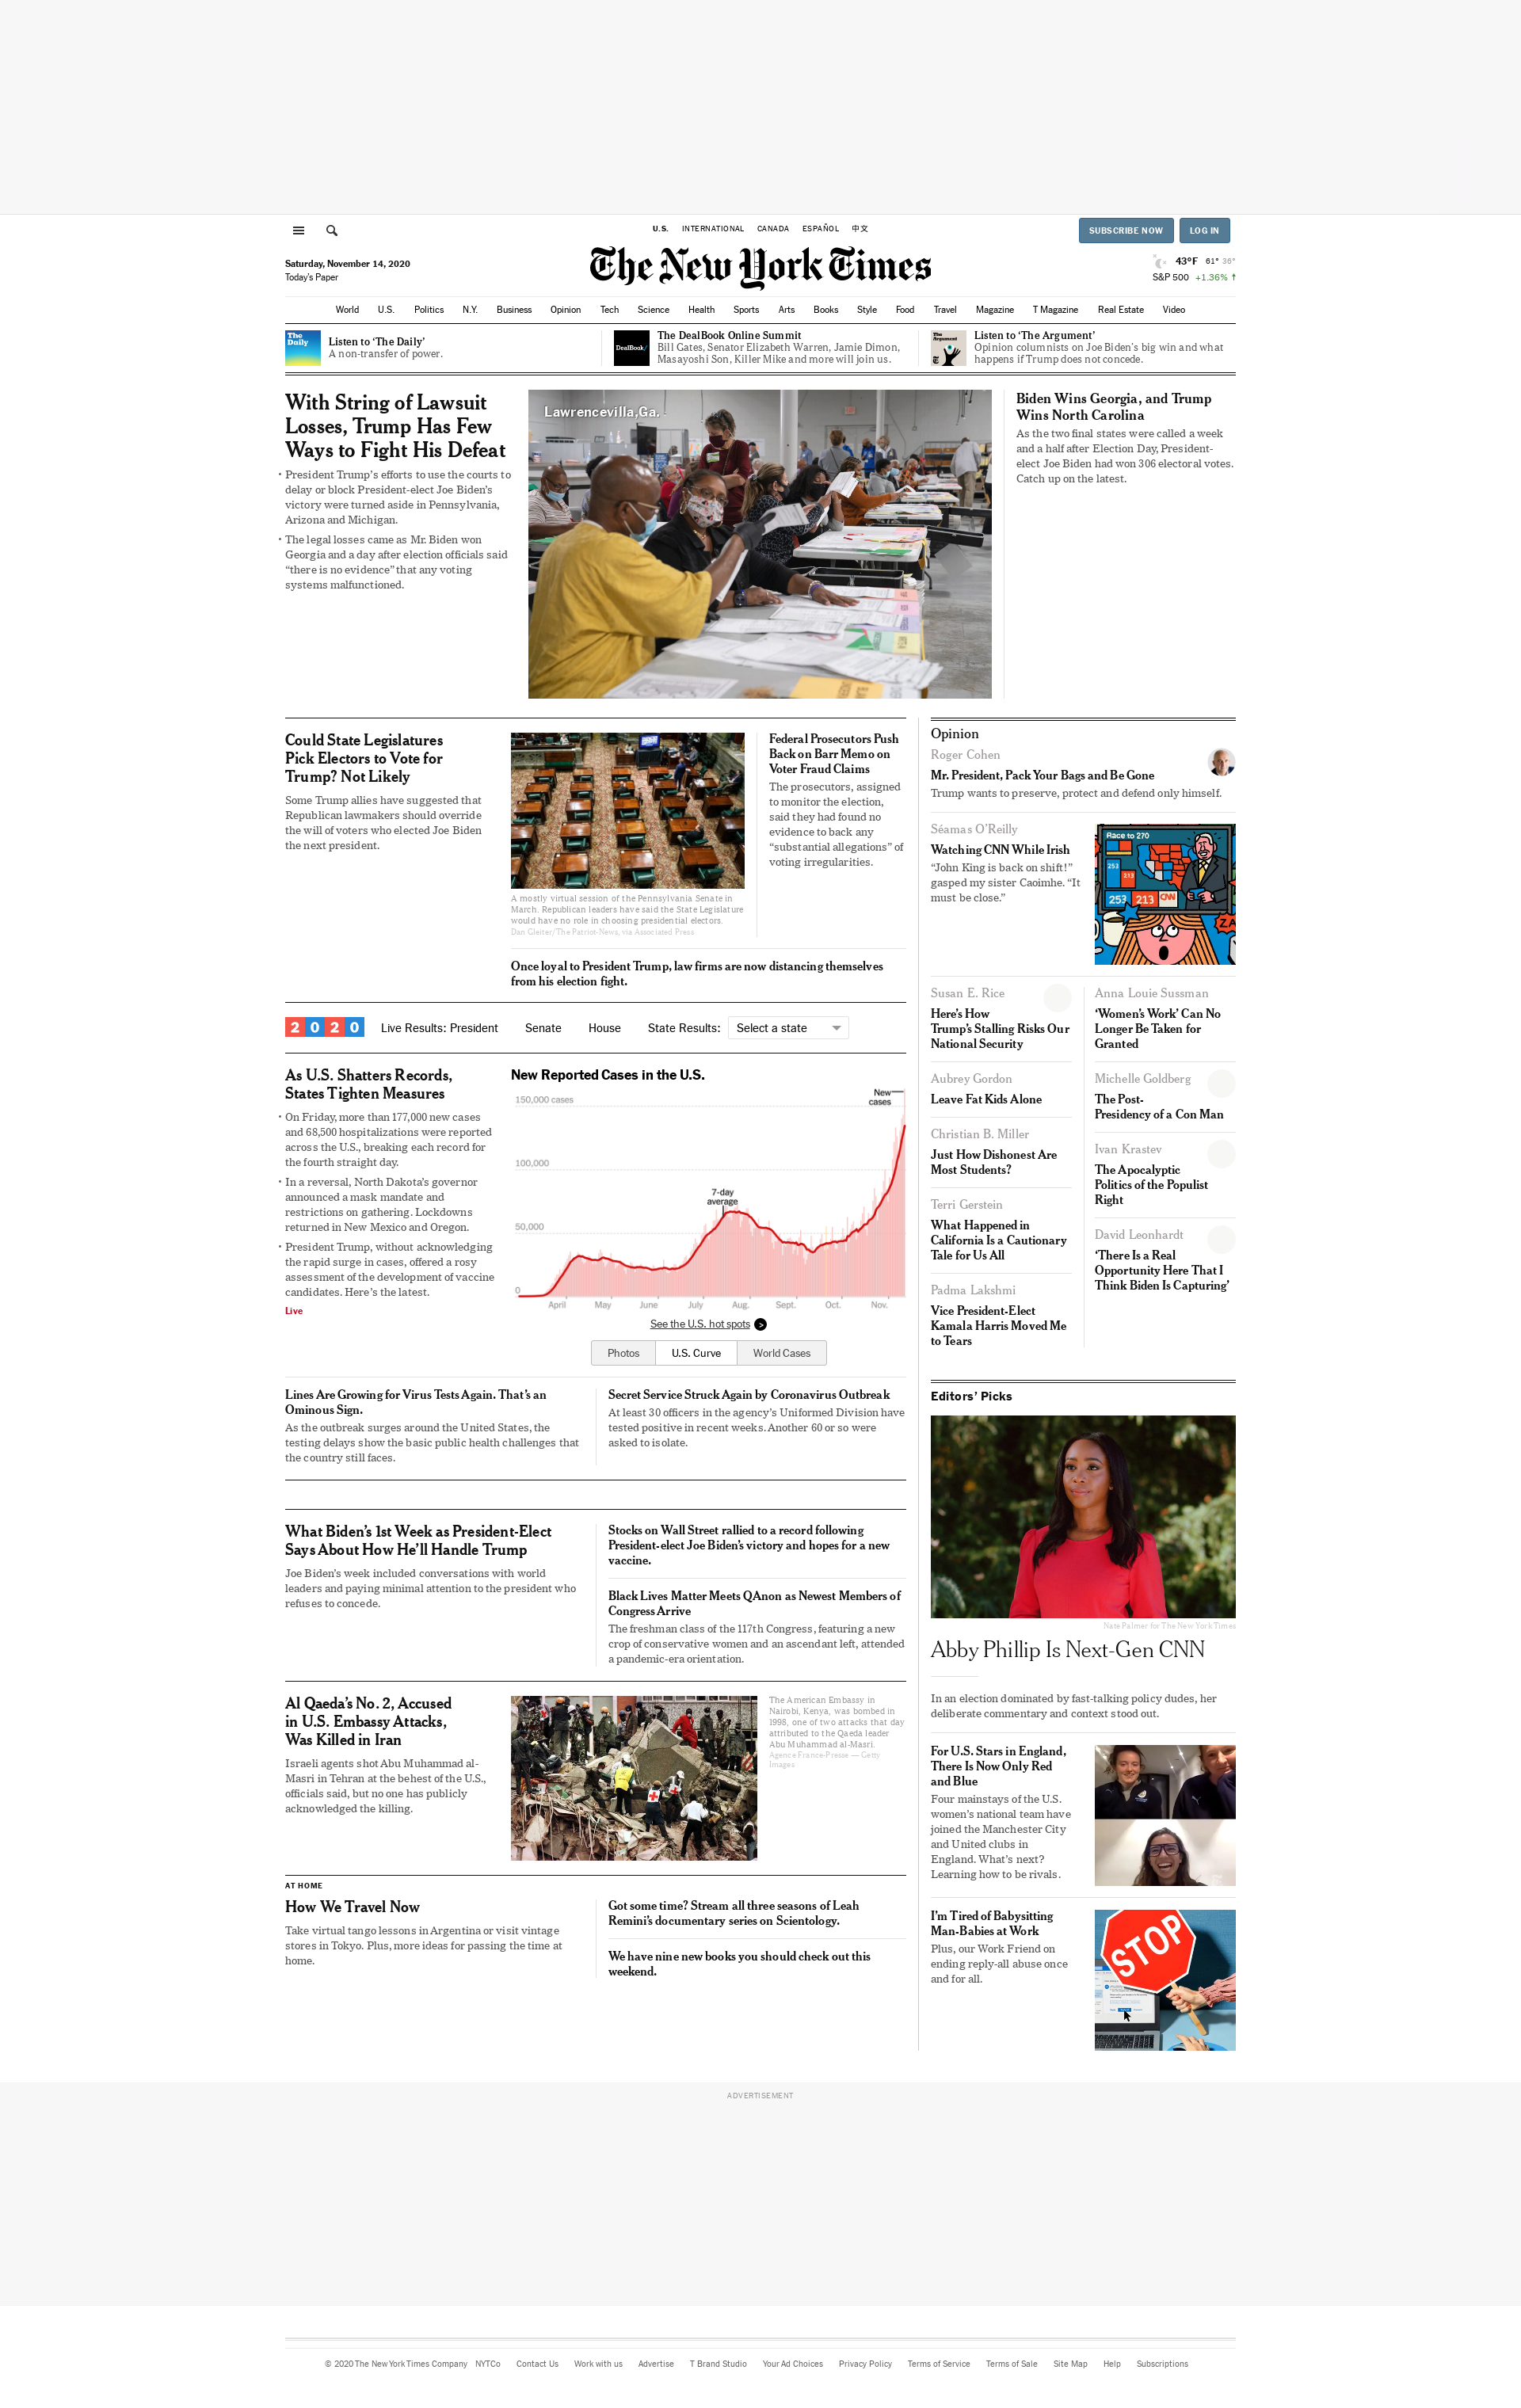 U.S. INTERNATIONAL CANADA ESPAÑOL 中文
SUBSCRIBE NOW LOG IN
The New York Times
Saturday, November 14, 2020
Today's Paper
43°F 61° 36°
S&P 500 +1.36% ↑
World U.S. Politics N.Y. Business Opinion Tech Science Health Sports Arts Books Style Food Travel Magazine T Magazine Real Estate Video
The
Daily
Listen to ‘The Daily’
A non-transfer of power.
DealBook/
The DealBook Online Summit
Bill Gates, Senator Elizabeth Warren, Jamie Dimon,
Masayoshi Son, Killer Mike and more will join us.
The
Argument
Listen to ‘The Argument’
Opinion columnists on Joe Biden’s big win and what
happens if Trump does not concede.
With String of Lawsuit
Losses, Trump Has Few
Ways to Fight His Defeat
• President Trump’s efforts to use the courts to
delay or block President-elect Joe Biden’s
victory were turned aside in Pennsylvania,
Arizona and Michigan.
• The legal losses came as Mr. Biden won
Georgia and a day after election officials said
“there is no evidence” that any voting
systems malfunctioned.
Lawrencevilla,Ga.
Biden Wins Georgia, and Trump
Wins North Carolina
As the two final states were called a week
and a half after Election Day, President-
elect Joe Biden had won 306 electoral votes.
Catch up on the latest.
Could State Legislatures
Pick Electors to Vote for
Trump? Not Likely
Some Trump allies have suggested that
Republican lawmakers should override
the will of voters who elected Joe Biden
the next president.
A mostly virtual session of the Pennsylvania Senate in
March. Republican leaders have said the State Legislature
would have no role in choosing presidential electors.
Dan Gleiter/The Patriot-News, via Associated Press
Federal Prosecutors Push
Back on Barr Memo on
Voter Fraud Claims
The prosecutors, assigned
to monitor the election,
said they had found no
evidence to back any
“substantial allegations” of
voting irregularities.
Once loyal to President Trump, law firms are now distancing themselves
from his election fight.
2020 Live Results: President Senate House State Results: Select a state
As U.S. Shatters Records,
States Tighten Measures
• On Friday, more than 177,000 new cases
and 68,500 hospitalizations were reported
across the U.S., breaking each record for
the fourth straight day.
• In a reversal, North Dakota’s governor
announced a mask mandate and
restrictions on gathering. Lockdowns
returned in New Mexico and Oregon.
• President Trump, without acknowledging
the rapid surge in cases, offered a rosy
assessment of the development of vaccine
candidates. Here’s the latest.
Live
New Reported Cases in the U.S.
150,000 cases
New
cases
100,000
7-day
average
50,000
0
April May June July Aug. Sept. Oct. Nov.
See the U.S. hot spots >
Photos U.S. Curve World Cases
Lines Are Growing for Virus Tests Again. That’s an
Ominous Sign.
As the outbreak surges around the United States, the
testing delays show the basic public health challenges that
the country still faces.
Secret Service Struck Again by Coronavirus Outbreak
At least 30 officers in the agency’s Uniformed Division have
tested positive in recent weeks. Another 60 or so were
asked to isolate.
What Biden’s 1st Week as President-Elect
Says About How He’ll Handle Trump
Joe Biden’s week included conversations with world
leaders and paying minimal attention to the president who
refuses to concede.
Stocks on Wall Street rallied to a record following
President-elect Joe Biden’s victory and hopes for a new
vaccine.
Black Lives Matter Meets QAnon as Newest Members of
Congress Arrive
The freshman class of the 117th Congress, featuring a new
crop of conservative women and an ascendant left, attended
a pandemic-era orientation.
Al Qaeda’s No. 2, Accused
in U.S. Embassy Attacks,
Was Killed in Iran
Israeli agents shot Abu Muhammad al-
Masri in Tehran at the behest of the U.S.,
officials said, but no one has publicly
acknowledged the killing.
The American Embassy in
Nairobi, Kenya, was bombed in
1998, one of two attacks that day
attributed to the Qaeda leader
Abu Muhammad al-Masri.
Agence France-Presse — Getty
Images
AT HOME
How We Travel Now
Take virtual tango lessons in Argentina or visit vintage
stores in Tokyo. Plus, more ideas for passing the time at
home.
Got some time? Stream all three seasons of Leah
Remini’s documentary series on Scientology.
We have nine new books you should check out this
weekend.
Opinion
Roger Cohen
Mr. President, Pack Your Bags and Be Gone
Trump wants to preserve, protect and defend only himself.
Séamas O’Reilly
Watching CNN While Irish
“John King is back on shift!”
gasped my sister Caoimhe. “It
must be close.”
Race to 270
253
213
253 213 CNN
ZA
Susan E. Rice
Here’s How
Trump’s Stalling Risks Our
National Security
Aubrey Gordon
Leave Fat Kids Alone
Christian B. Miller
Just How Dishonest Are
Most Students?
Terri Gerstein
What Happened in
California Is a Cautionary
Tale for Us All
Padma Lakshmi
Vice President-Elect
Kamala Harris Moved Me
to Tears
Anna Louie Sussman
‘Women’s Work’ Can No
Longer Be Taken for
Granted
Michelle Goldberg
The Post-
Presidency of a Con Man
Ivan Krastev
The Apocalyptic
Politics of the Populist
Right
David Leonhardt
‘There Is a Real
Opportunity Here That I
Think Biden Is Capturing’
Editors’ Picks
Nate Palmer for The New York Times
Abby Phillip Is Next-Gen CNN
In an election dominated by fast-talking policy dudes, her
deliberate commentary and context stood out.
For U.S. Stars in England,
There Is Now Only Red
and Blue
Four mainstays of the U.S.
women’s national team have
joined the Manchester City
and United clubs in
England. What’s next?
Learning how to be rivals.
I’m Tired of Babysitting
Man-Babies at Work
Plus, our Work Friend on
ending reply-all abuse once
and for all.
STOP
ADVERTISEMENT
© 2020 The New York Times Company NYTCo Contact Us Work with us Advertise T Brand Studio Your Ad Choices Privacy Policy Terms of Service Terms of Sale Site Map Help Subscriptions